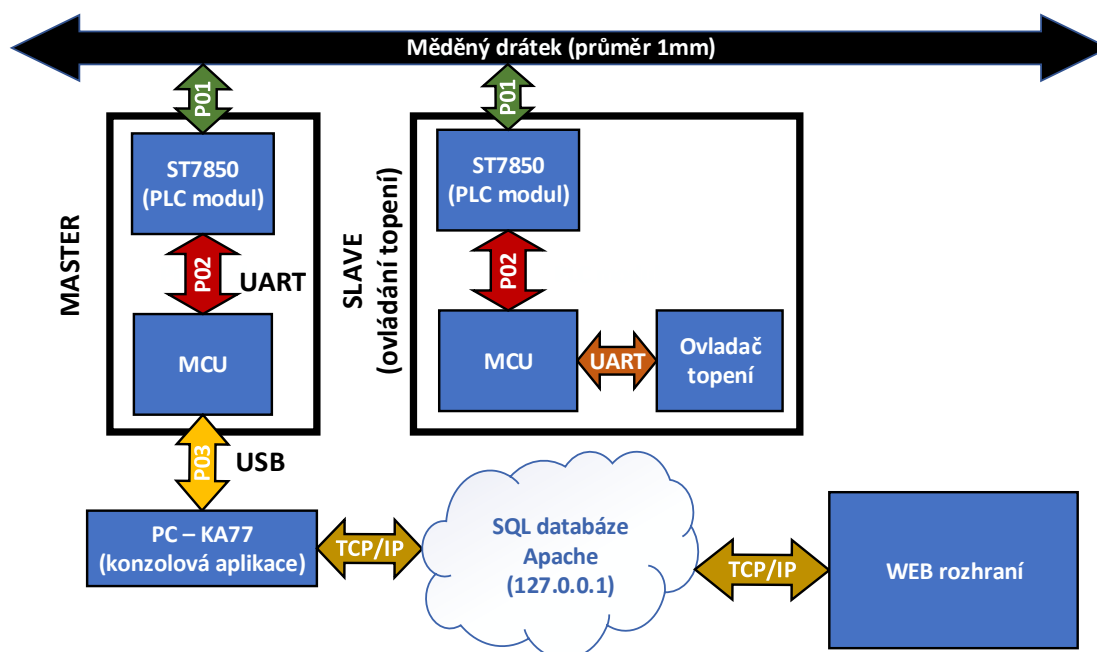 Měděný drátek (průměr 1mm)
P01
P01
ST7850
(PLC modul)
ST7850
(PLC modul)
MASTER
P02
UART
SLAVE
(ovládání topení)
P02
MCU
MCU
UART
Ovladač
topení
P03
USB
PC – KA77
(konzolová aplikace)
TCP/IP
SQL databáze
Apache
(127.0.0.1)
TCP/IP
WEB rozhraní